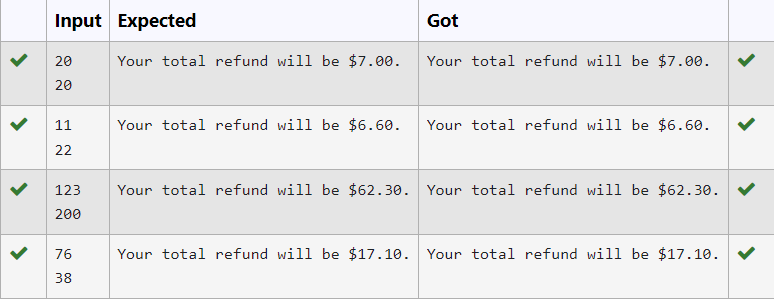 Input Expected Got
20 Your total refund will be $7.00. Your total refund will be $7.00.
20
11 Your total refund will be $6.60. Your total refund will be $6.60.
22
123 Your total refund will be $62.30. Your total refund will be $62.30.
200
76 Your total refund will be $17.10. Your total refund will be $17.10.
38